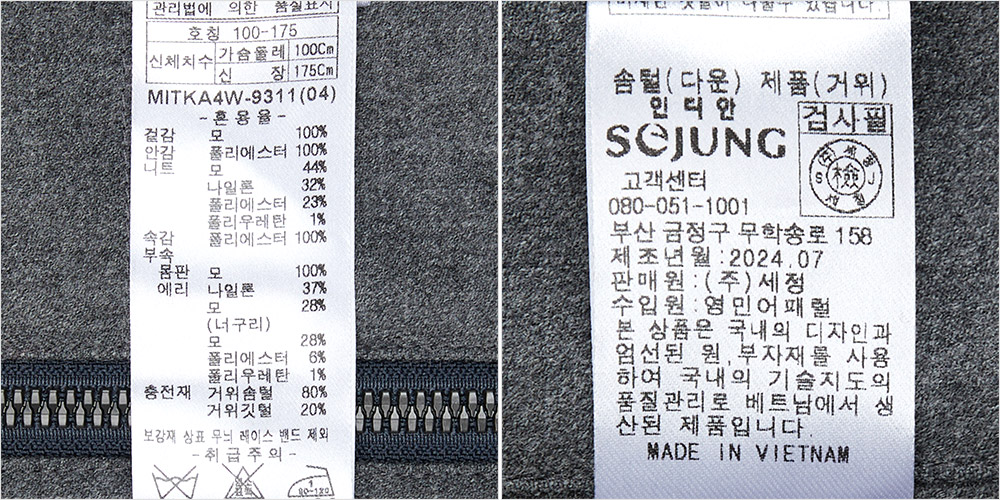 관리법에 의한 품질표시
호칭 100-175
신체치수 가슴둘레 100Cm
신 장 175Cm
MITKA4W-9311(04)
-혼용율-
겉감 모 100%
안감 폴리에스터 100%
니트 모 44%
나일론 32%
폴리에스터 23%
폴리우레탄 1%
속감 폴리에스터 100%
부속
몸판 모 100%
에리 나일론 37%
모 28%
(너구리)
모 28%
폴리에스터 6%
폴리우레탄 1%
충전재 거위솜털 80%
거위깃털 20%
보강재 상표 무늬 레이스 밴드 제외
-취급주의-
솜털(다운) 제품(거위)
인디안
SeJUNG
검사필
(주)세정
S 檢 J
세정
고객센터
080-051-1001
부산 금정구 무학송로 158
제조년월:2024.07
판매원:(주)세정
수입원:영민어패럴
본 상품은 국내의 디자인과
엄선된 원,부자재를 사용
하여 국내의 기술지도의
품질관리로 베트남에서 생
산된 제품입니다.
MADE IN VIETNAM